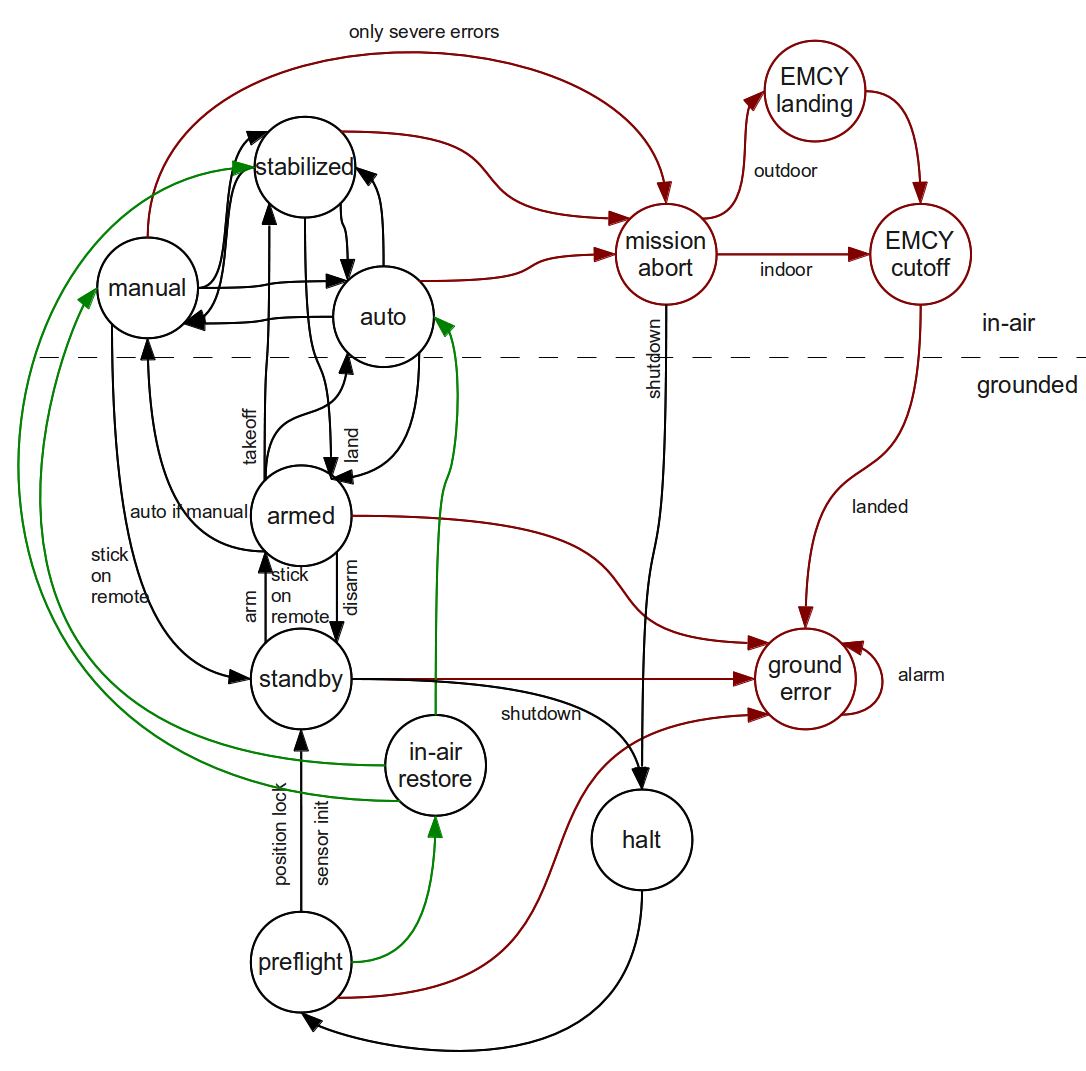 only severe errors
EMCY
landing
stabilized
outdoor
mission
abort
EMCY
cutoff
indoor
manual
auto
in-air
shutdown
grounded
takeoff
land
auto if manual
armed
landed
stick
on
remote
stick
on
remote
arm
disarm
standby
ground
error
alarm
shutdown
in-air
restore
position lock
sensor init
halt
preflight